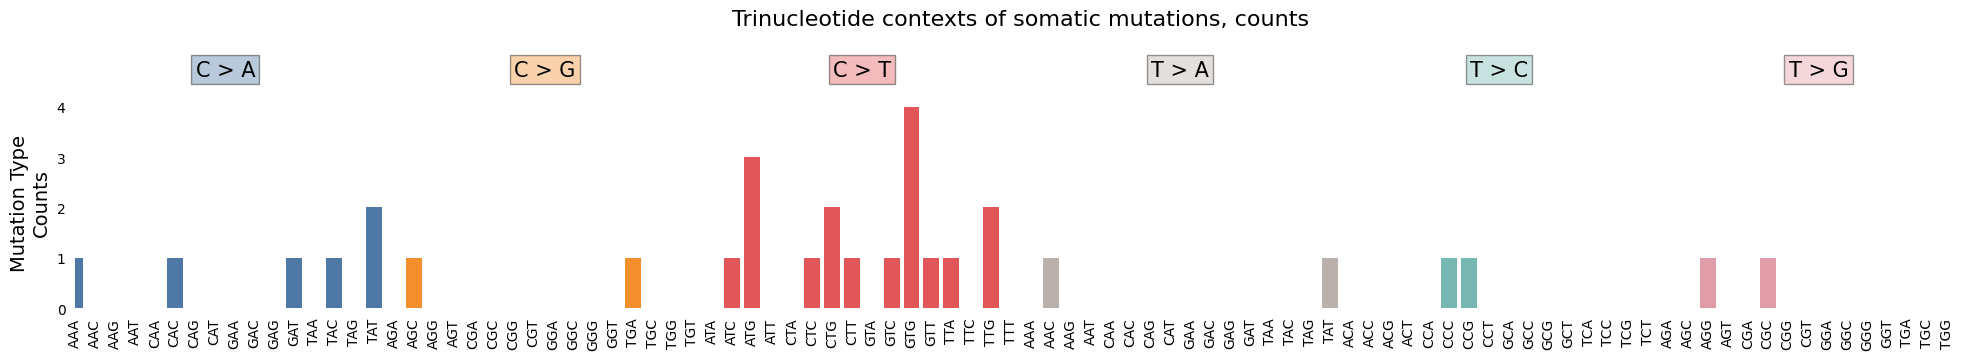 Trinucleotide contexts of somatic mutations, counts
C > A
C > G
C > T
T > A
T > C
T > G
Mutation Type
Counts
4
3
2
1
0
AAA AAC AAG AAT CAA CAC CAG CAT GAA GAC GAG GAT TAA TAC TAG TAT AGA AGC AGG AGT CGA CGC CGG CGT GGA GGC GGG GGT TGA TGC TGG TGT ATA ATC ATG ATT CTA CTC CTG CTT GTA GTC GTG GTT TTA TTC TTG TTT AAA AAC AAG AAT CAA CAC CAG CAT GAA GAC GAG GAT TAA TAC TAG TAT ACA ACC ACG ACT CCA CCC CCG CCT GCA GCC GCG GCT TCA TCC TCG TCT AGA AGC AGG AGT CGA CGC CGG CGT GGA GGC GGG GGT TGA TGC TGG